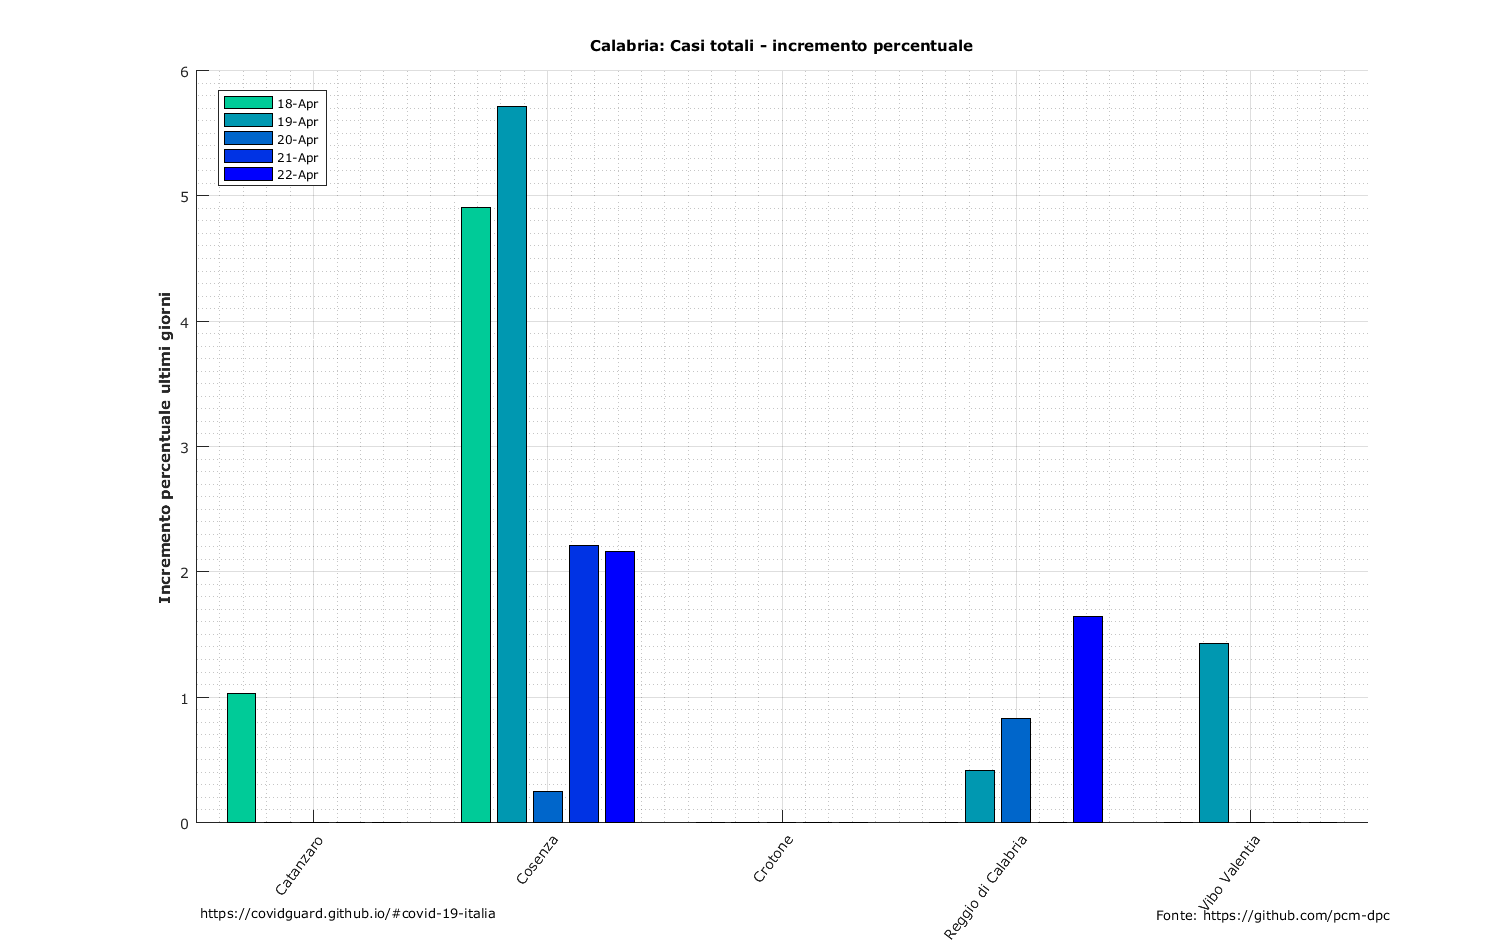 Calabria: Casi totali - incremento percentuale
Incremento percentuale ultimi giorni
6
5
4
3
2
1
0
18-Apr
19-Apr
20-Apr
21-Apr
22-Apr
Catanzaro
Cosenza
Crotone
Reggio di Calabria
Vibo Valentia
https://covidguard.github.io/#covid-19-italia
Fonte: https://github.com/pcm-dpc